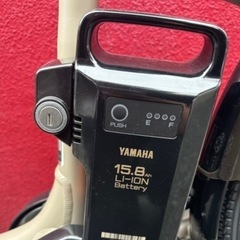 E F
PUSH
YAMAHA
15.8Ah
Li-ION
Battery